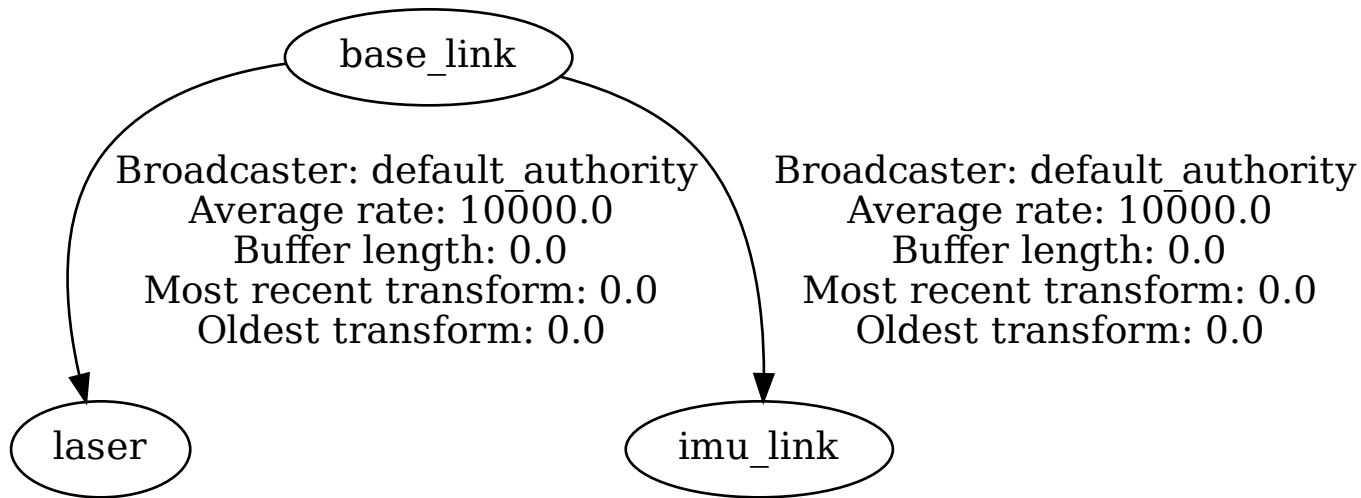 base_link
Broadcaster: default_authority
Average rate: 10000.0
Buffer length: 0.0
Most recent transform: 0.0
Oldest transform: 0.0
Broadcaster: default_authority
Average rate: 10000.0
Buffer length: 0.0
Most recent transform: 0.0
Oldest transform: 0.0
laser
imu_link